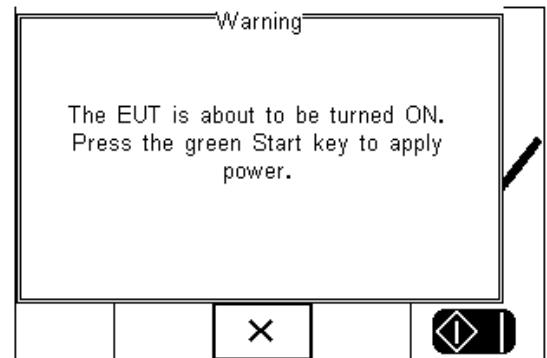 Warning
The EUT is about to be turned ON.
Press the green Start key to apply
power.